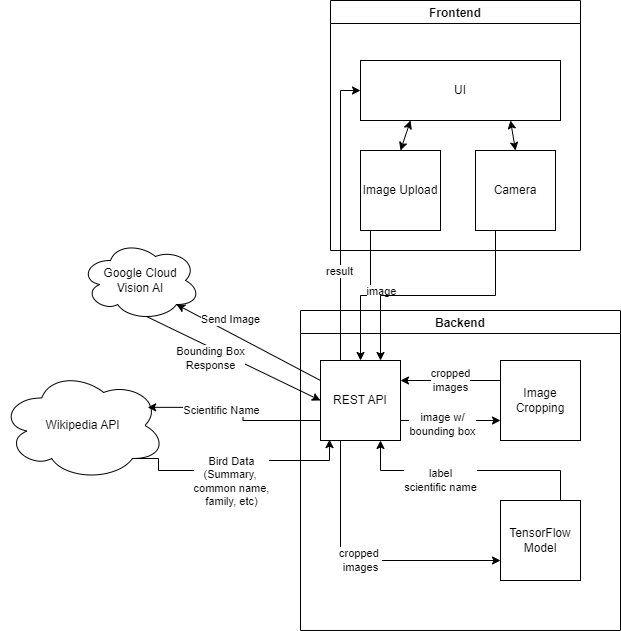 Frontend
UI
Image Upload
Camera
result
image
Google Cloud
Vision AI
Send Image
Bounding Box
Response
Backend
REST API
cropped
images
Image
Cropping
image w/
bounding box
Wikipedia API
Scientific Name
Bird Data
(Summary,
common name,
family, etc)
label
scientific name
TensorFlow
Model
cropped
images